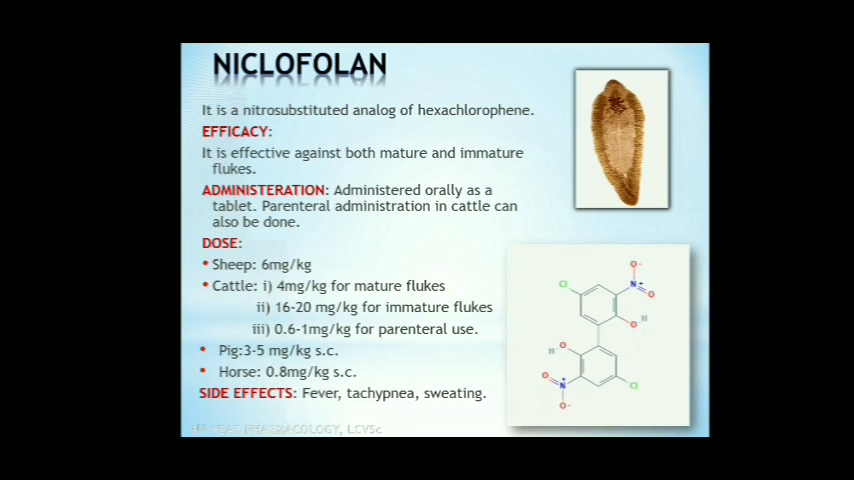 NICLOFOLAN
It is a nitrosubstituted analog of hexachlorophene.
EFFICACY:
It is effective against both mature and immature
flukes.
ADMINISTERATION: Administered orally as a
tablet. Parenteral administration in cattle can
also be done.
DOSE:
• Sheep: 6mg/kg
• Cattle: i) 4mg/kg for mature flukes
ii) 16-20 mg/kg for immature flukes
iii) 0.6-1mg/kg for parenteral use.
• Pig:3-5 mg/kg s.c.
• Horse: 0.8mg/kg s.c.
SIDE EFFECTS: Fever, tachypnea, sweating.
YEAR PHARMACOLOGY, LCVSc
O-
Cl
N+
O
O H
H O
O
N+
Cl
O-